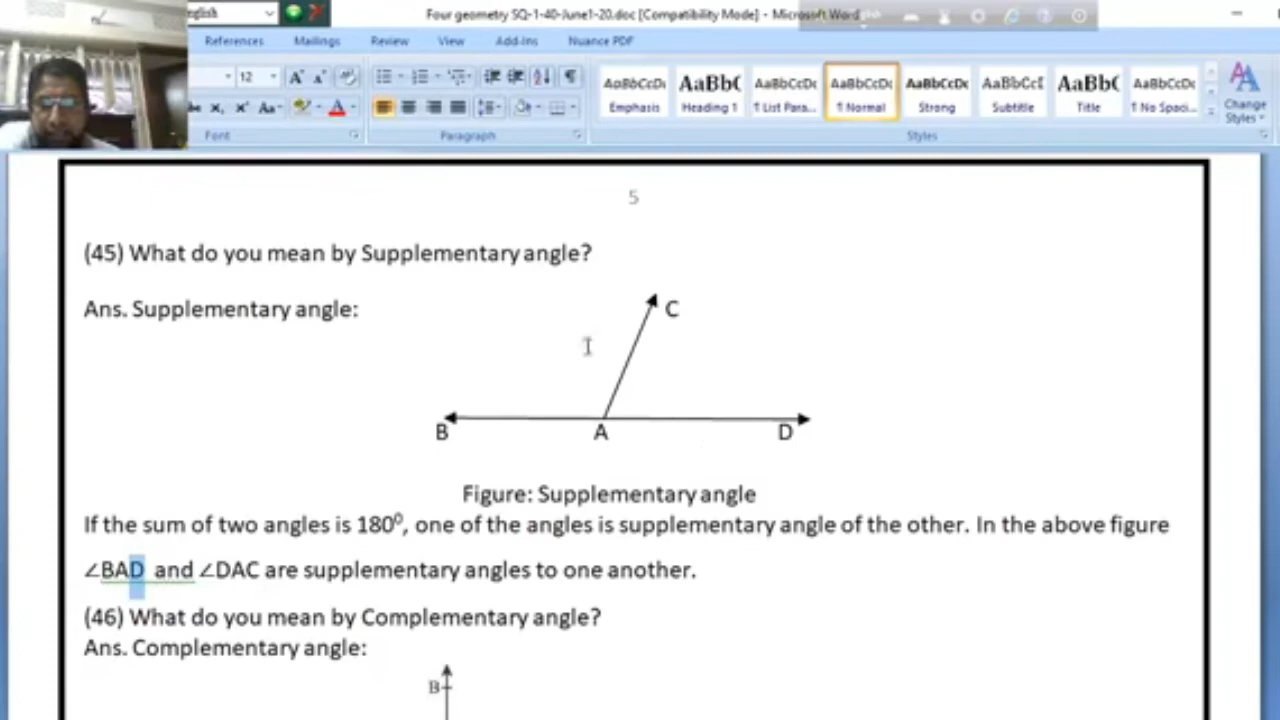 nglish
Four geometry SQ-1-40-June1-20.doc [Compatibility Mode] - Microsoft Word
References Mailings Review View Add-Ins Nuance PDF
12 Aa
AaBbCcDc AaBbC AaBbCcDc AaBbCcDc AaBbCcDc AaBbCcI AaBbC AaBbCcDc
Emphasis Heading 1 ¶ List Para... ¶ Normal Strong Subtitle Title ¶ No Spaci... Change Styles
Font Paragraph Styles
5
(45) What do you mean by Supplementary angle?
Ans. Supplementary angle:
C
B A D
Figure: Supplementary angle
If the sum of two angles is 180⁰, one of the angles is supplementary angle of the other. In the above figure
∠BAD and ∠DAC are supplementary angles to one another.
(46) What do you mean by Complementary angle?
Ans. Complementary angle:
B